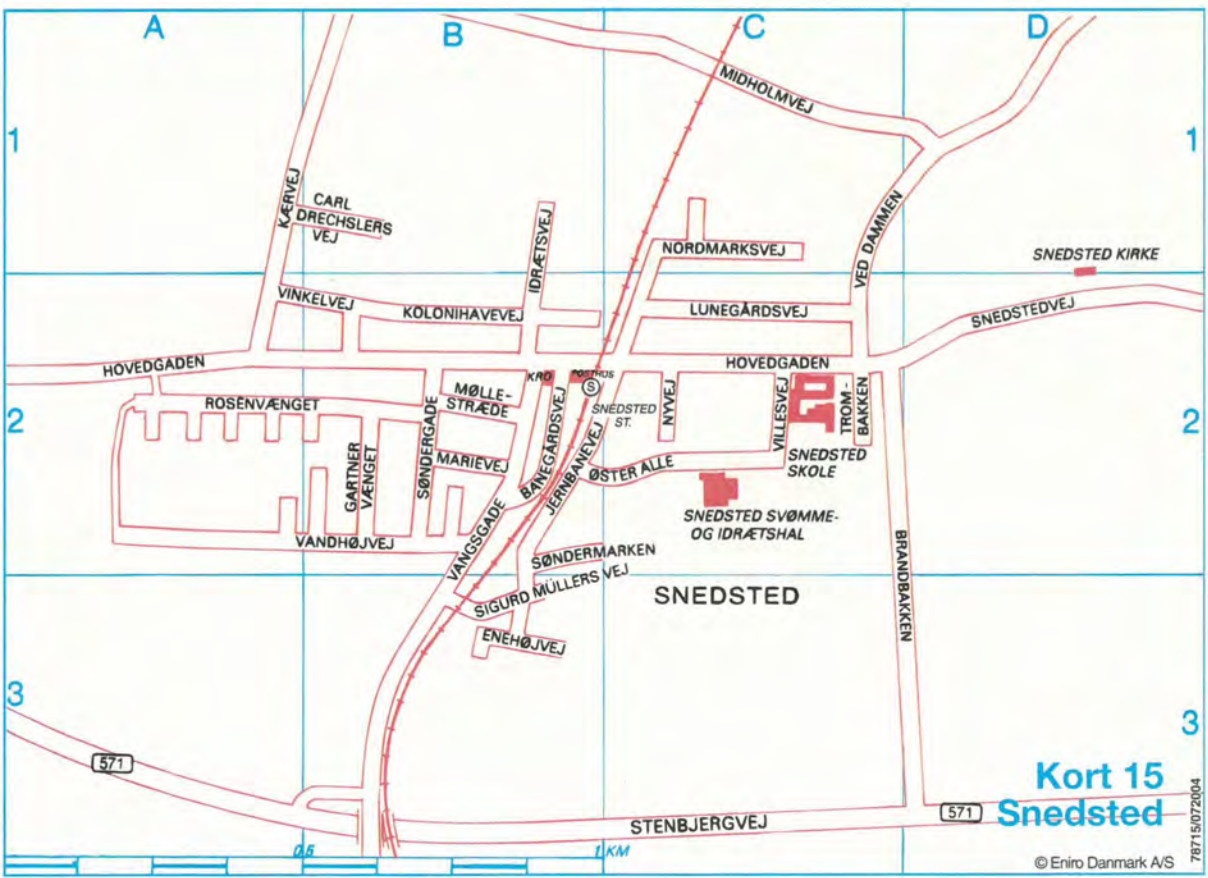 A
B
C
D
1
1
MIDHOLMVEJ
KÆRVEJ
CARL
DRECHSLERS
VEJ
IDRÆTSVEJ
NORDMARKSVEJ
VED DAMMEN
SNEDSTED KIRKE
VINKELVEJ
KOLONIHAVEVEJ
LUNEGÅRDSVEJ
SNEDSTEDVEJ
HOVEDGADEN
HOVEDGADEN
KRO
POSTHUS
S
2
2
ROSENVÆNGET
MØLLE-
STRÆDE
SNEDSTED
ST.
NYVEJ
VILLESVEJ
TROM-
BAKKEN
GARTNER
VÆNGET
SØNDERGADE
MARIEVEJ
BANEGÅRDSVEJ
JERNBANEVEJ
ØSTER ALLE
SNEDSTED
SKOLE
SNEDSTED SVØMME-
OG IDRÆTSHAL
VANDHØJVEJ
VANGSGADE
SØNDERMARKEN
SIGURD MÜLLERS VEJ
SNEDSTED
BRANDBAKKEN
ENEHØJVEJ
3
3
571
Kort 15
Snedsted
571
STENBJERGVEJ
0.5
1 KM
© Eniro Danmark A/S
78715/072004